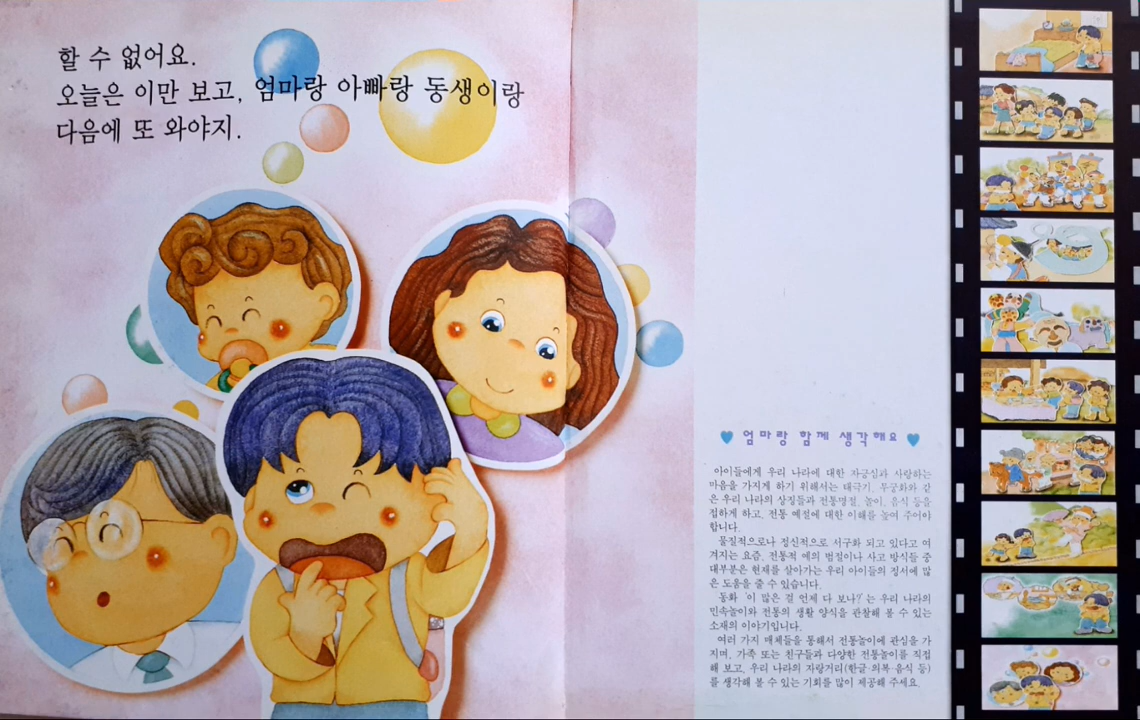 할 수 없어요.
오늘은 이만 보고, 엄마랑 아빠랑 동생이랑
다음에 또 와야지.
엄마랑 함께 생각해요
아이들에게 우리 나라에 대한 자긍심과 사랑하는
마음을 가지게 하기 위해서는 태극기, 무궁화와 같
은 우리 나라의 상징들과 전통명절, 놀이, 음식 등을
접하게 하고, 전통 예절에 대한 이해를 높여 주어야
합니다.
물질적으로나 정신적으로 서구화 되고 있다고 여
겨지는 요즘, 전통적 예의 범절이나 사고 방식들 중
대부분은 현재를 살아가는 우리 아이들의 정서에 많
은 도움을 줄 수 있습니다.
동화 '이 많은 걸 언제 다 보나?'는 우리 나라의
민속놀이와 전통의 생활 양식을 관찰해 볼 수 있는
소재의 이야기입니다.
여러 가지 매체들을 통해서 전통놀이에 관심을 가
지며, 가족 또는 친구들과 다양한 전통놀이를 직접
해 보고, 우리 나라의 자랑거리(한글·의복·음식 등)
를 생각해 볼 수 있는 기회를 많이 제공해 주세요.